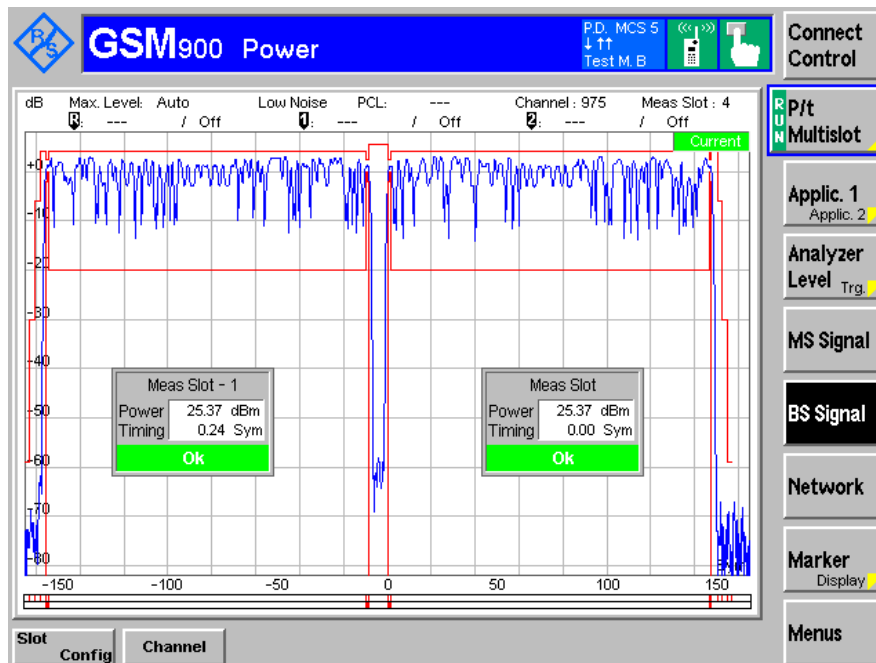 R/S
GSM900 Power
P.D. MCS 5
↓ ↑↑
Test M. B
Connect Control
dB Max. Level: Auto Low Noise PCL: --- Channel : 975 Meas Slot : 4
R: --- / Off 1: --- / Off 2: --- / Off
Current
RUN
P/t Multislot
+0
-10
-20
-30
-40
-50
-60
-70
-80
Meas Slot - 1
Power 25.37 dBm
Timing 0.24 Sym
Ok
Meas Slot
Power 25.37 dBm
Timing 0.00 Sym
Ok
-150 -100 -50 0 50 100 150
Applic. 1
Applic. 2
Analyzer
Level Trg.
MS Signal
BS Signal
Network
Marker
Display
Menus
Slot Config
Channel